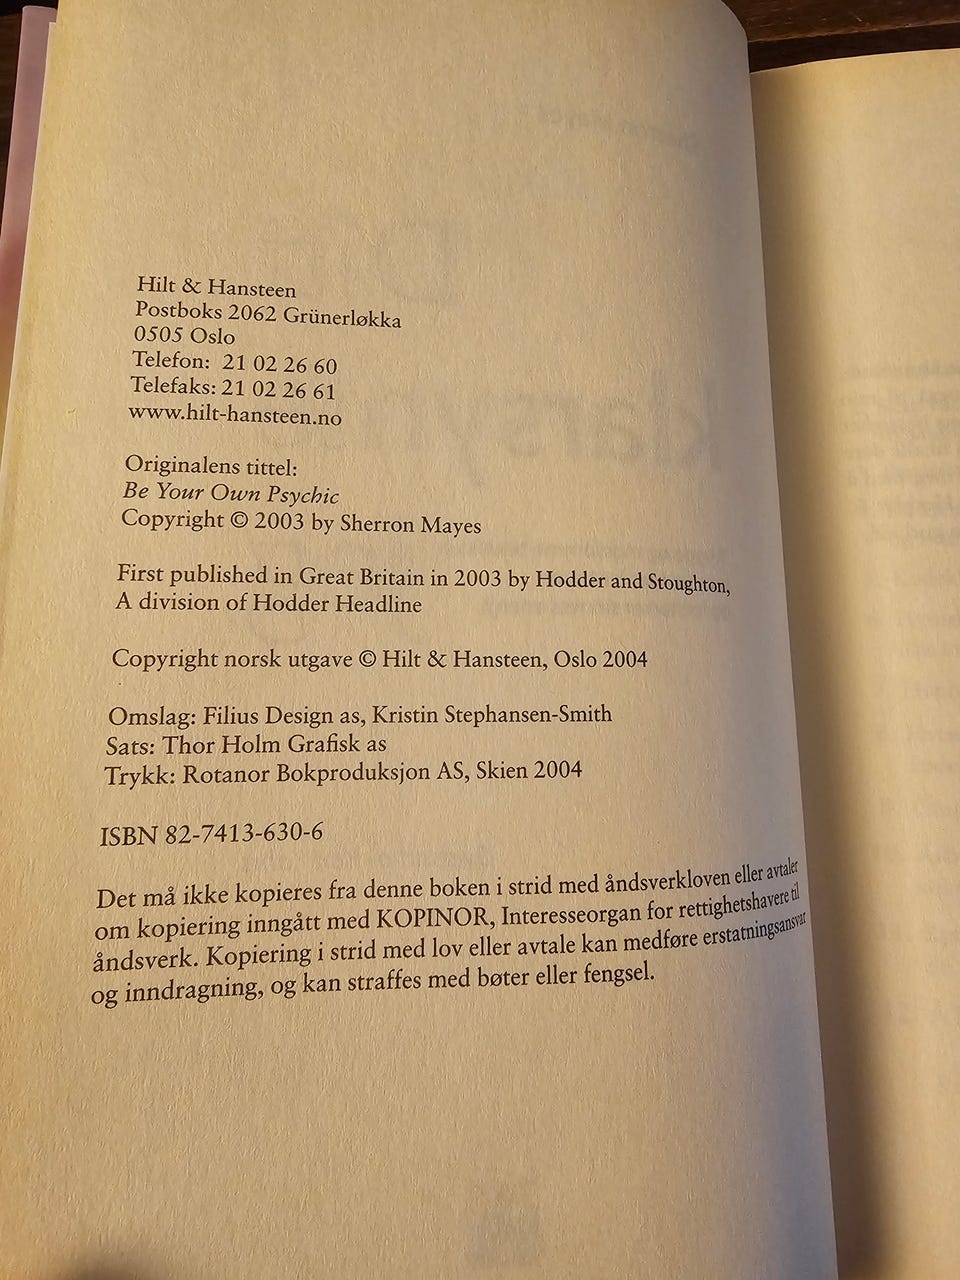 Hilt & Hansteen
Postboks 2062 Grünerløkka
0505 Oslo
Telefon: 21 02 26 60
Telefaks: 21 02 26 61
www.hilt-hansteen.no
Originalens tittel:
Be Your Own Psychic
Copyright © 2003 by Sherron Mayes
First published in Great Britain in 2003 by Hodder and Stoughton,
A division of Hodder Headline
Copyright norsk utgave © Hilt & Hansteen, Oslo 2004
Omslag: Filius Design as, Kristin Stephansen-Smith
Sats: Thor Holm Grafisk as
Trykk: Rotanor Bokproduksjon AS, Skien 2004
ISBN 82-7413-630-6
Det må ikke kopieres fra denne boken i strid med åndsverkloven eller avtaler
om kopiering inngått med KOPINOR, Interesseorgan for rettighetshavere til
åndsverk. Kopiering i strid med lov eller avtale kan medføre erstatningsansvar
og inndragning, og kan straffes med bøter eller fengsel.